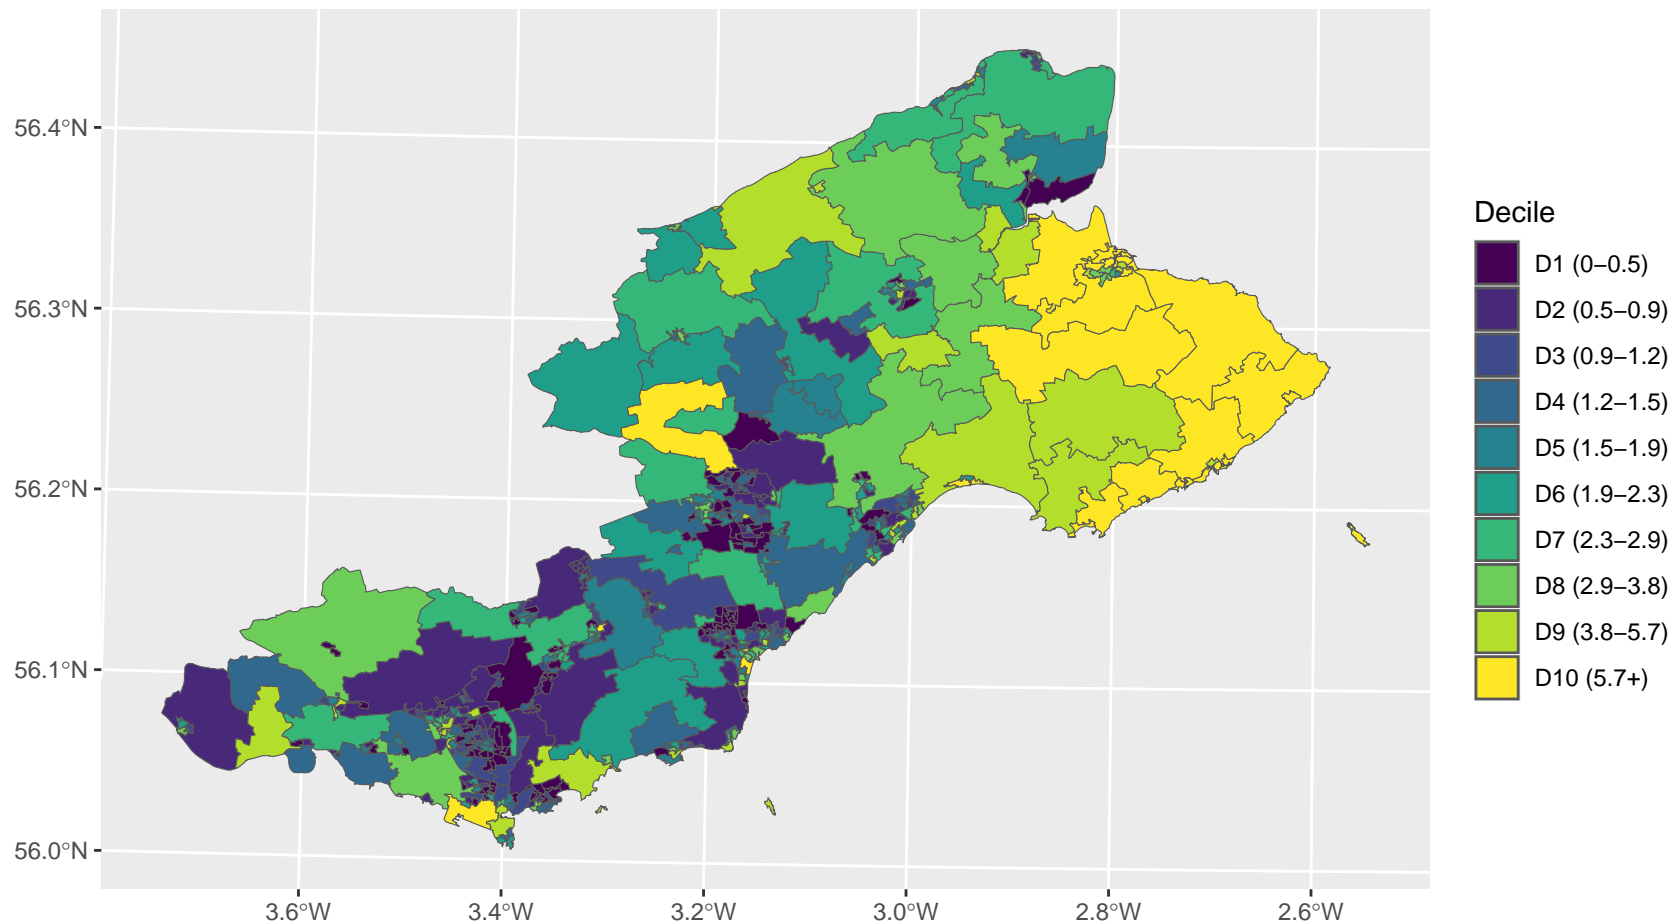 56.4°N
56.3°N
56.2°N
56.1°N
56.0°N
3.6°W
3.4°W
3.2°W
3.0°W
2.8°W
2.6°W
Decile
D1 (0–0.5)
D2 (0.5–0.9)
D3 (0.9–1.2)
D4 (1.2–1.5)
D5 (1.5–1.9)
D6 (1.9–2.3)
D7 (2.3–2.9)
D8 (2.9–3.8)
D9 (3.8–5.7)
D10 (5.7+)